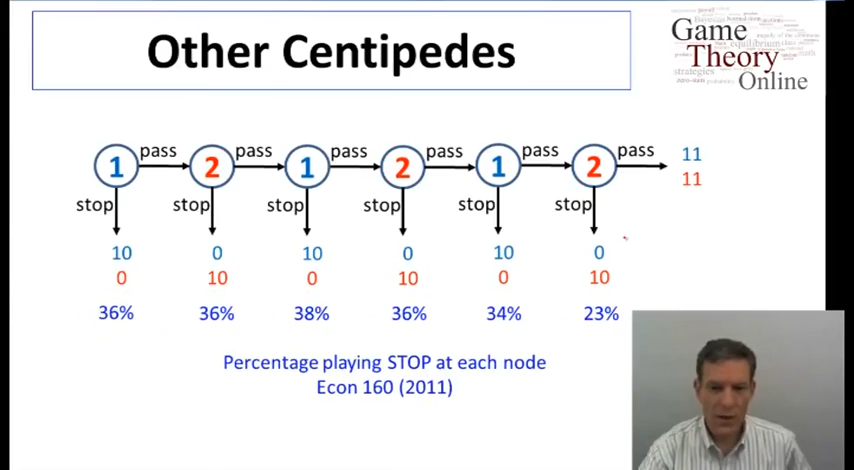 Other Centipedes
Game
Theory
Online
equilibrium
strategies
pass pass pass pass pass pass
1 2 1 2 1 2
11
11
stop stop stop stop stop stop
10 0 10 0 10 0
0 10 0 10 0 10
36% 36% 38% 36% 34% 23%
Percentage playing STOP at each node
Econ 160 (2011)